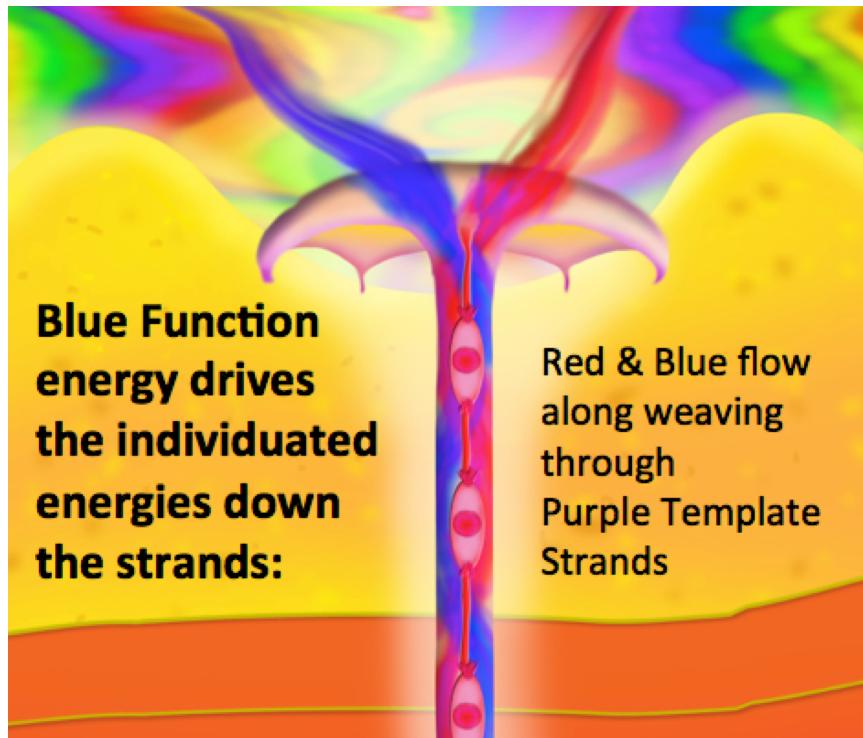 Blue Function
energy drives
the individuated
energies down
the strands:
Red & Blue flow
along weaving
through
Purple Template
Strands